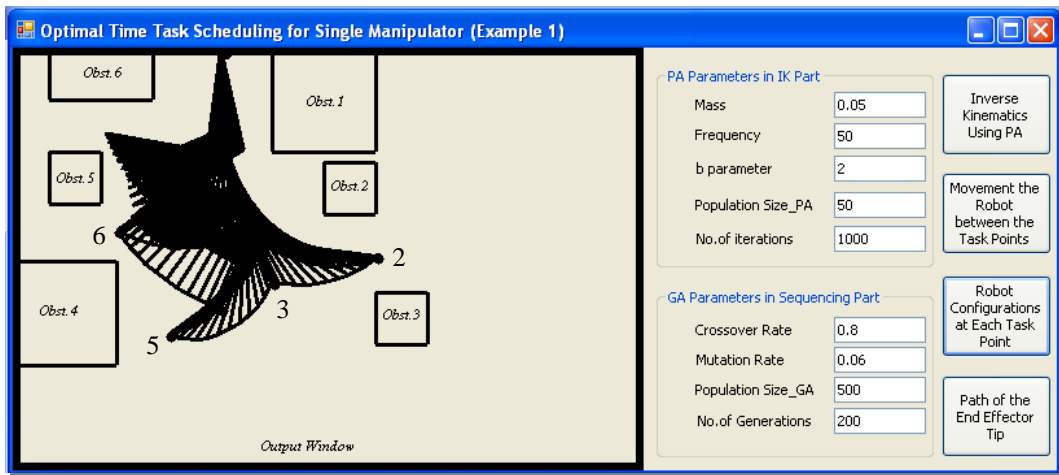 Optimal Time Task Scheduling for Single Manipulator (Example 1)
Obst.6
Obst.1
Obst.5
Obst.2
6
2
Obst.4
3
Obst.3
5
Output Window
PA Parameters in IK Part
Mass 0.05
Frequency 50
b parameter 2
Population Size_PA 50
No.of iterations 1000
GA Parameters in Sequencing Part
Crossover Rate 0.8
Mutation Rate 0.06
Population Size_GA 500
No.of Generations 200
Inverse
Kinematics
Using PA
Movement the
Robot
between the
Task Points
Robot
Configurations
at Each Task
Point
Path of the
End Effector
Tip